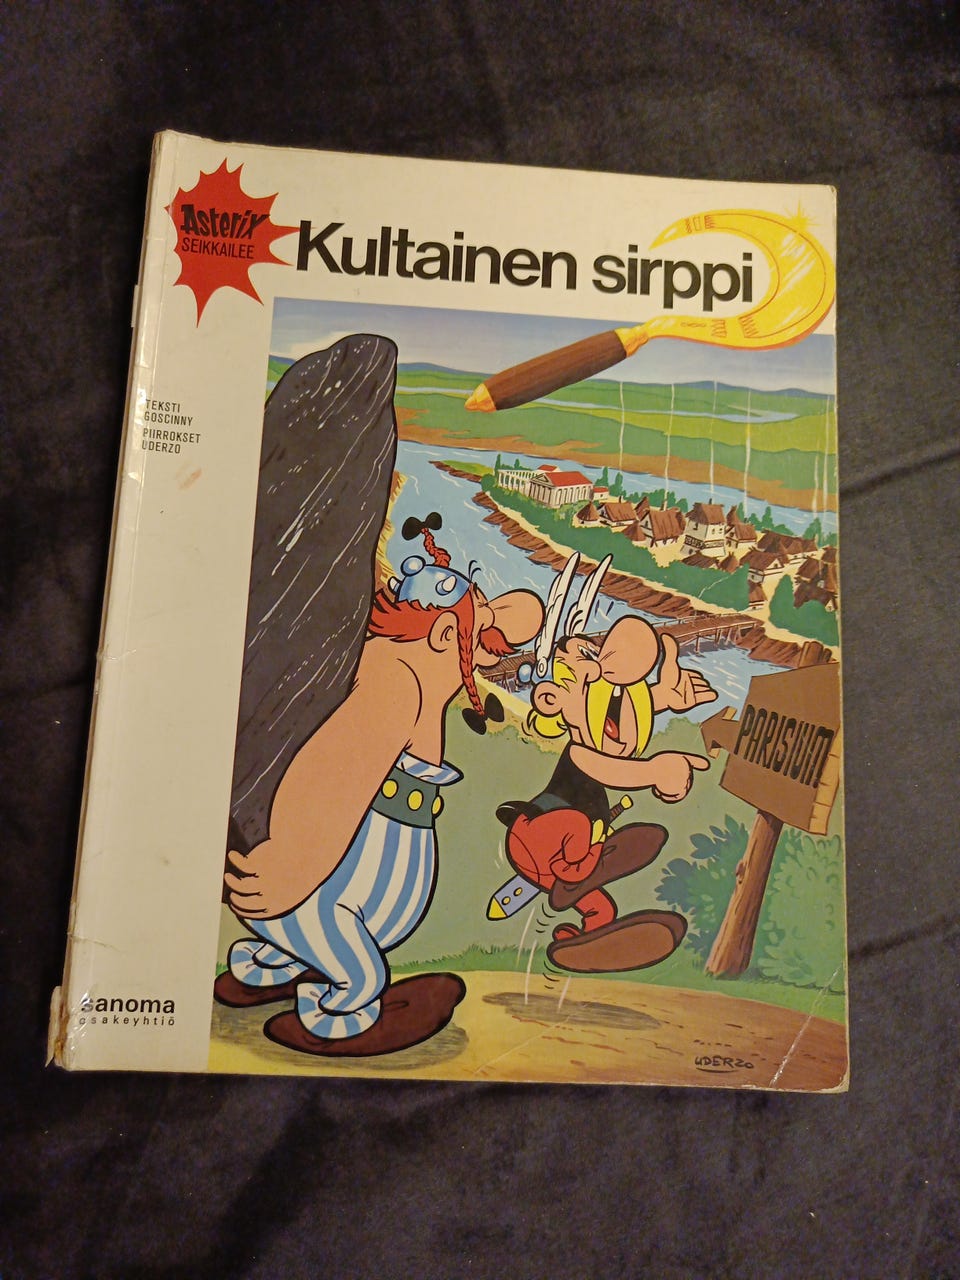 Asterix
SEIKKAILEE
Kultainen sirppi
TEKSTI
GOSCINNY
PIIRROKSET
UDERZO
PARISIUM
sanoma
osakeyhtiö
UDERZO